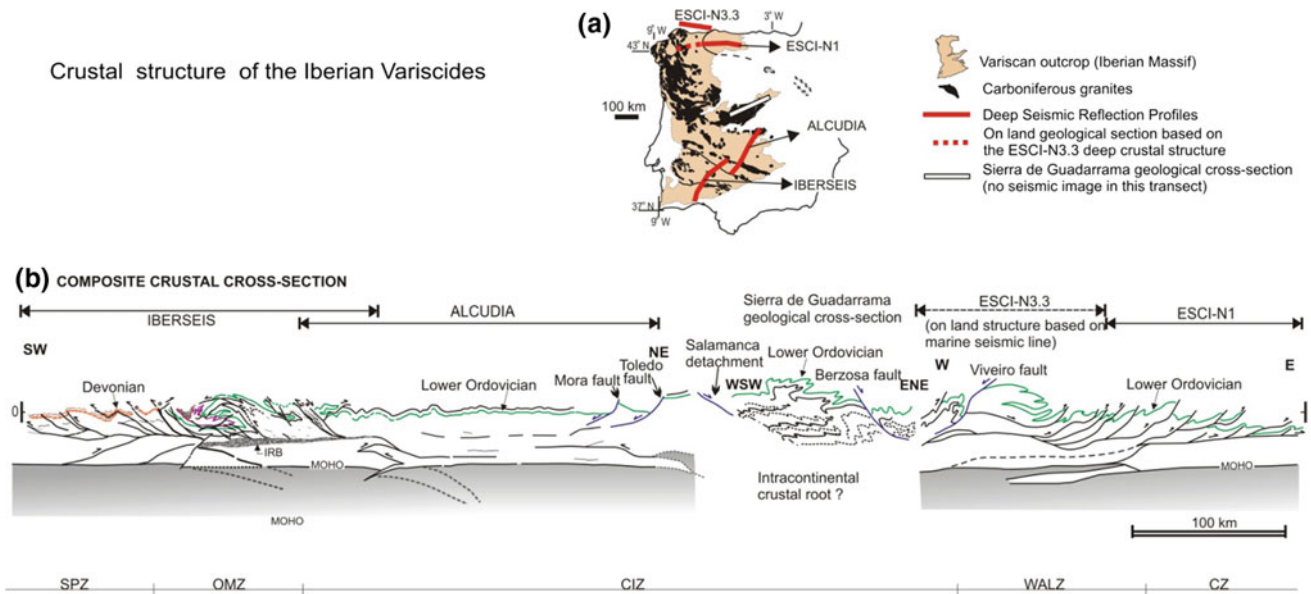 Crustal structure of the Iberian Variscides
(a)
ESCI-N3.3
9° W
3° W
43° N
ESCI-N1
100 km
ALCUDIA
IBERSEIS
37° N
9° W
Variscan outcrop (Iberian Massif)
Carboniferous granites
Deep Seismic Reflection Profiles
On land geological section based on
the ESCI-N3.3 deep crustal structure
Sierra de Guadarrama geological cross-section
(no seismic image in this transect)
(b) COMPOSITE CRUSTAL CROSS-SECTION
IBERSEIS
ALCUDIA
Sierra de Guadarrama
geological cross-section
ESCI-N3.3
(on land structure based on
marine seismic line)
ESCI-N1
SW
NE
Devonian
Lower Ordovician
Mora fault
Toledo
fault
Salamanca
detachment
WSW
Lower Ordovician
Berzosa fault
ENE
W
Viveiro fault
Lower Ordovician
E
0
IRB
MOHO
MOHO
Intracontinental
crustal root ?
MOHO
100 km
SPZ
OMZ
CIZ
WALZ
CZ